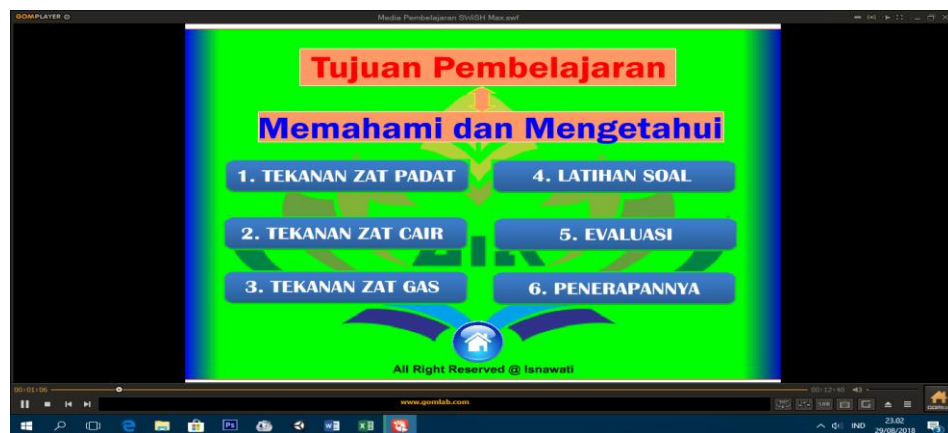 GOMPLAYER
Media Pembelajaran SWISH Max.swf
Tujuan Pembelajaran
Memahami dan Mengetahui
1. TEKANAN ZAT PADAT
4. LATIHAN SOAL
2. TEKANAN ZAT CAIR
5. EVALUASI
3. TEKANAN ZAT GAS
6. PENERAPANNYA
All Right Reserved @ Isnawati
00:01:06
00:12:40
www.gomlab.com
IND
23.02
29/08/2018